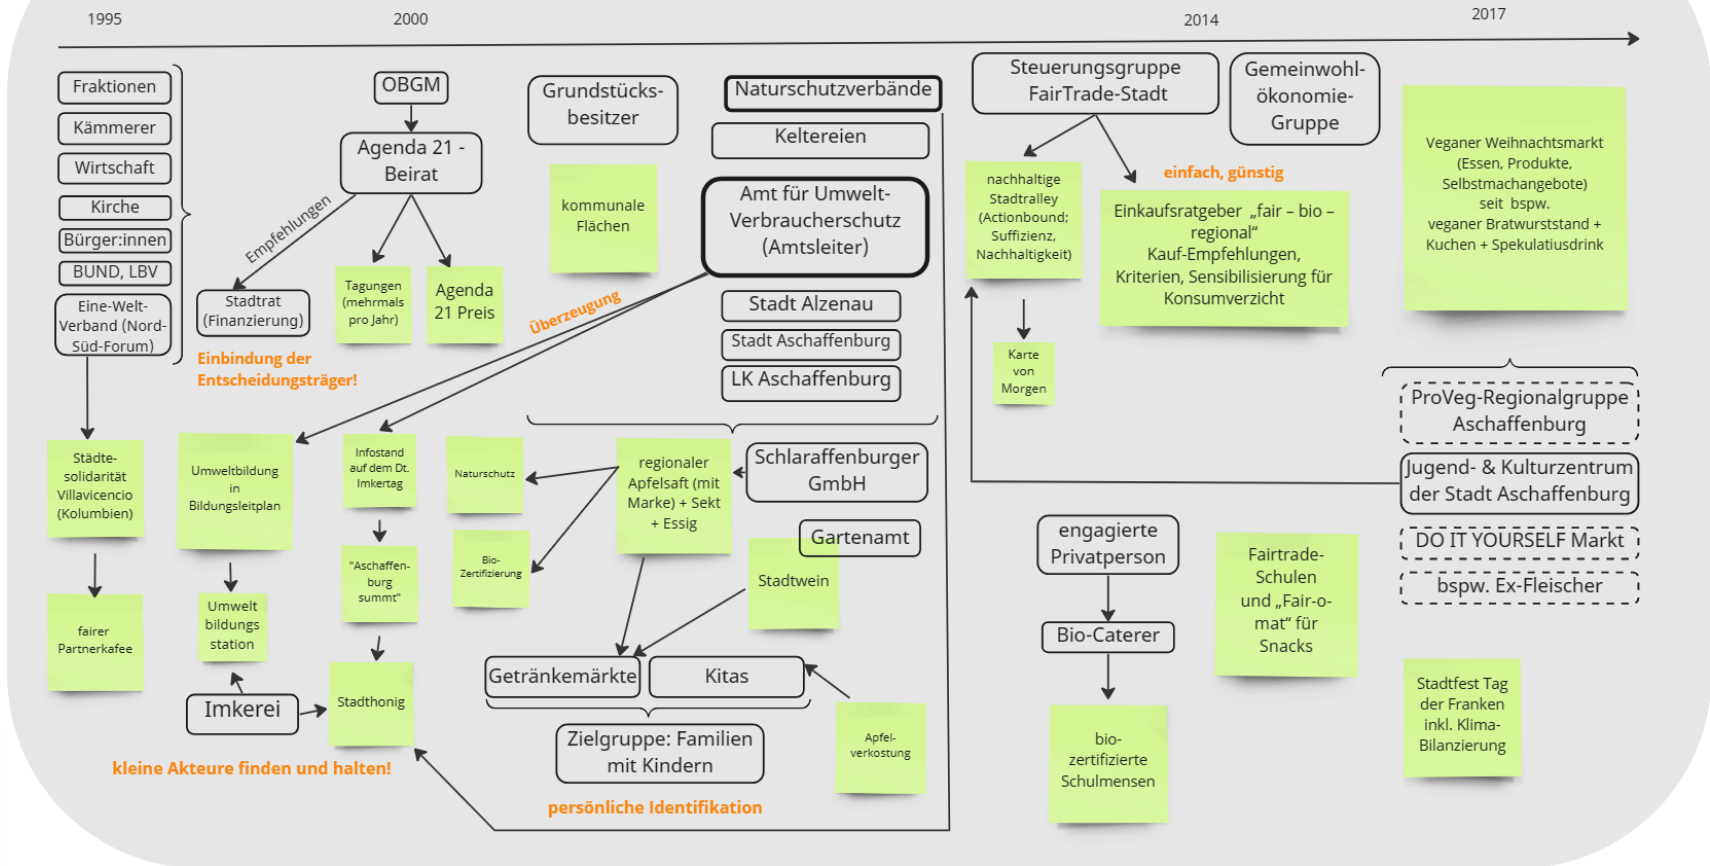 1995
2000
2014
2017
Fraktionen
Kämmerer
Wirtschaft
Kirche
Bürger:innen
BUND, LBV
Eine-Welt-
Verband (Nord-
Süd-Forum)
OBGM
Agenda 21 -
Beirat
Empfehlungen
Stadtrat
(Finanzierung)
Einbindung der
Entscheidungsträger!
Tagungen
(mehrmals
pro Jahr)
Agenda
21 Preis
Grundstücks-
besitzer
kommunale
Flächen
Naturschutzverbände
Keltereien
Amt für Umwelt-
Verbraucherschutz
(Amtsleiter)
Überzeugung
Stadt Alzenau
Stadt Aschaffenburg
LK Aschaffenburg
Steuerungsgruppe
FairTrade-Stadt
Gemeinwohl-
ökonomie-
Gruppe
nachhaltige
Stadtralley
(Actionbound;
Suffizienz,
Nachhaltigkeit)
einfach, günstig
Einkaufsratgeber „fair – bio –
regional“
Kauf-Empfehlungen,
Kriterien, Sensibilisierung für
Konsumverzicht
Karte
von
Morgen
Veganer Weihnachtsmarkt
(Essen, Produkte,
Selbstmachangebote)
seit bspw.
veganer Bratwurststand +
Kuchen + Spekulatiusdrink
ProVeg-Regionalgruppe
Aschaffenburg
Jugend- & Kulturzentrum
der Stadt Aschaffenburg
DO IT YOURSELF Markt
bspw. Ex-Fleischer
Städte-
solidarität
Villavicencio
(Kolumbien)
fairer
Partnerkafee
Umweltbildung
in
Bildungsleitplan
Umwelt
bildungs
station
Imkerei
Infostand
auf dem Dt.
Imkertag
"Aschaffen-
burg
summt"
Stadthonig
kleine Akteure finden und halten!
Naturschutz
Bio-
Zertifizierung
regionaler
Apfelsaft (mit
Marke) + Sekt
+ Essig
Schlaraffenburger
GmbH
Gartenamt
Stadtwein
Getränkemärkte
Kitas
Zielgruppe: Familien
mit Kindern
persönliche Identifikation
Apfel-
verkostung
engagierte
Privatperson
Bio-Caterer
bio-
zertifizierte
Schulmensen
Fairtrade-
Schulen
und „Fair-o-
mat“ für
Snacks
Stadtfest Tag
der Franken
inkl. Klima-
Bilanzierung